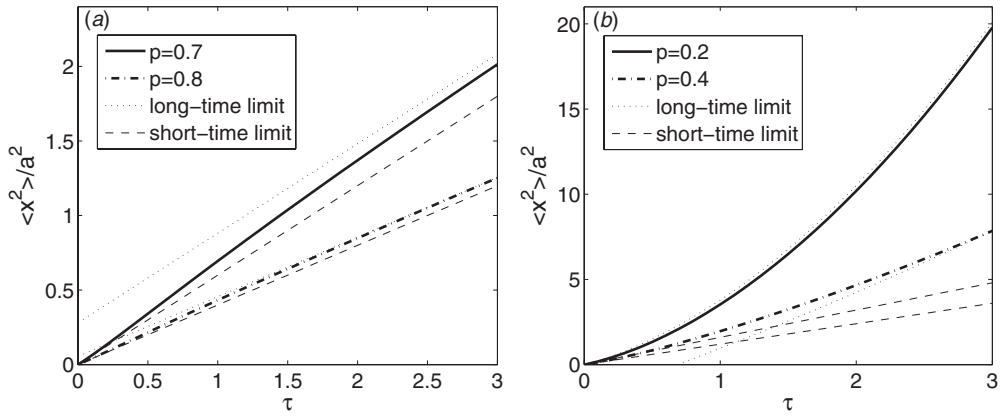 (a)
p=0.7
p=0.8
long-time limit
short-time limit
<x²>/a²
2
1.5
1
0.5
0
0 0.5 1 1.5 2 2.5 3
τ
(b)
p=0.2
p=0.4
long-time limit
short-time limit
<x²>/a²
20
15
10
5
0
0 1 2 3
τ